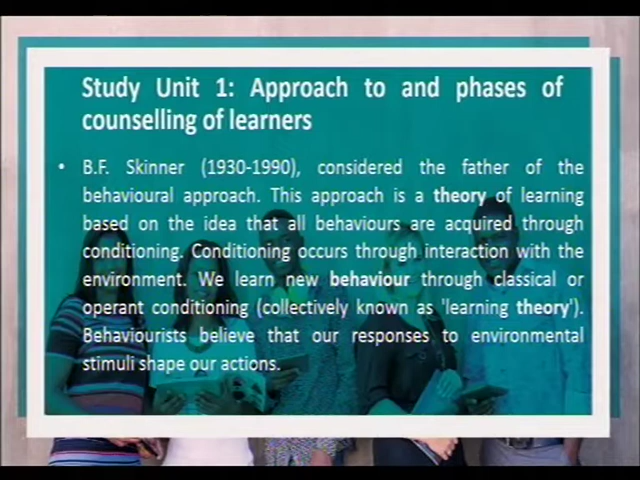 Study Unit 1: Approach to and phases of
counselling of learners
• B.F. Skinner (1930-1990), considered the father of the
behavioural approach. This approach is a theory of learning
based on the idea that all behaviours are acquired through
conditioning. Conditioning occurs through interaction with the
environment. We learn new behaviour through classical or
operant conditioning (collectively known as 'learning theory').
Behaviourists believe that our responses to environmental
stimuli shape our actions.